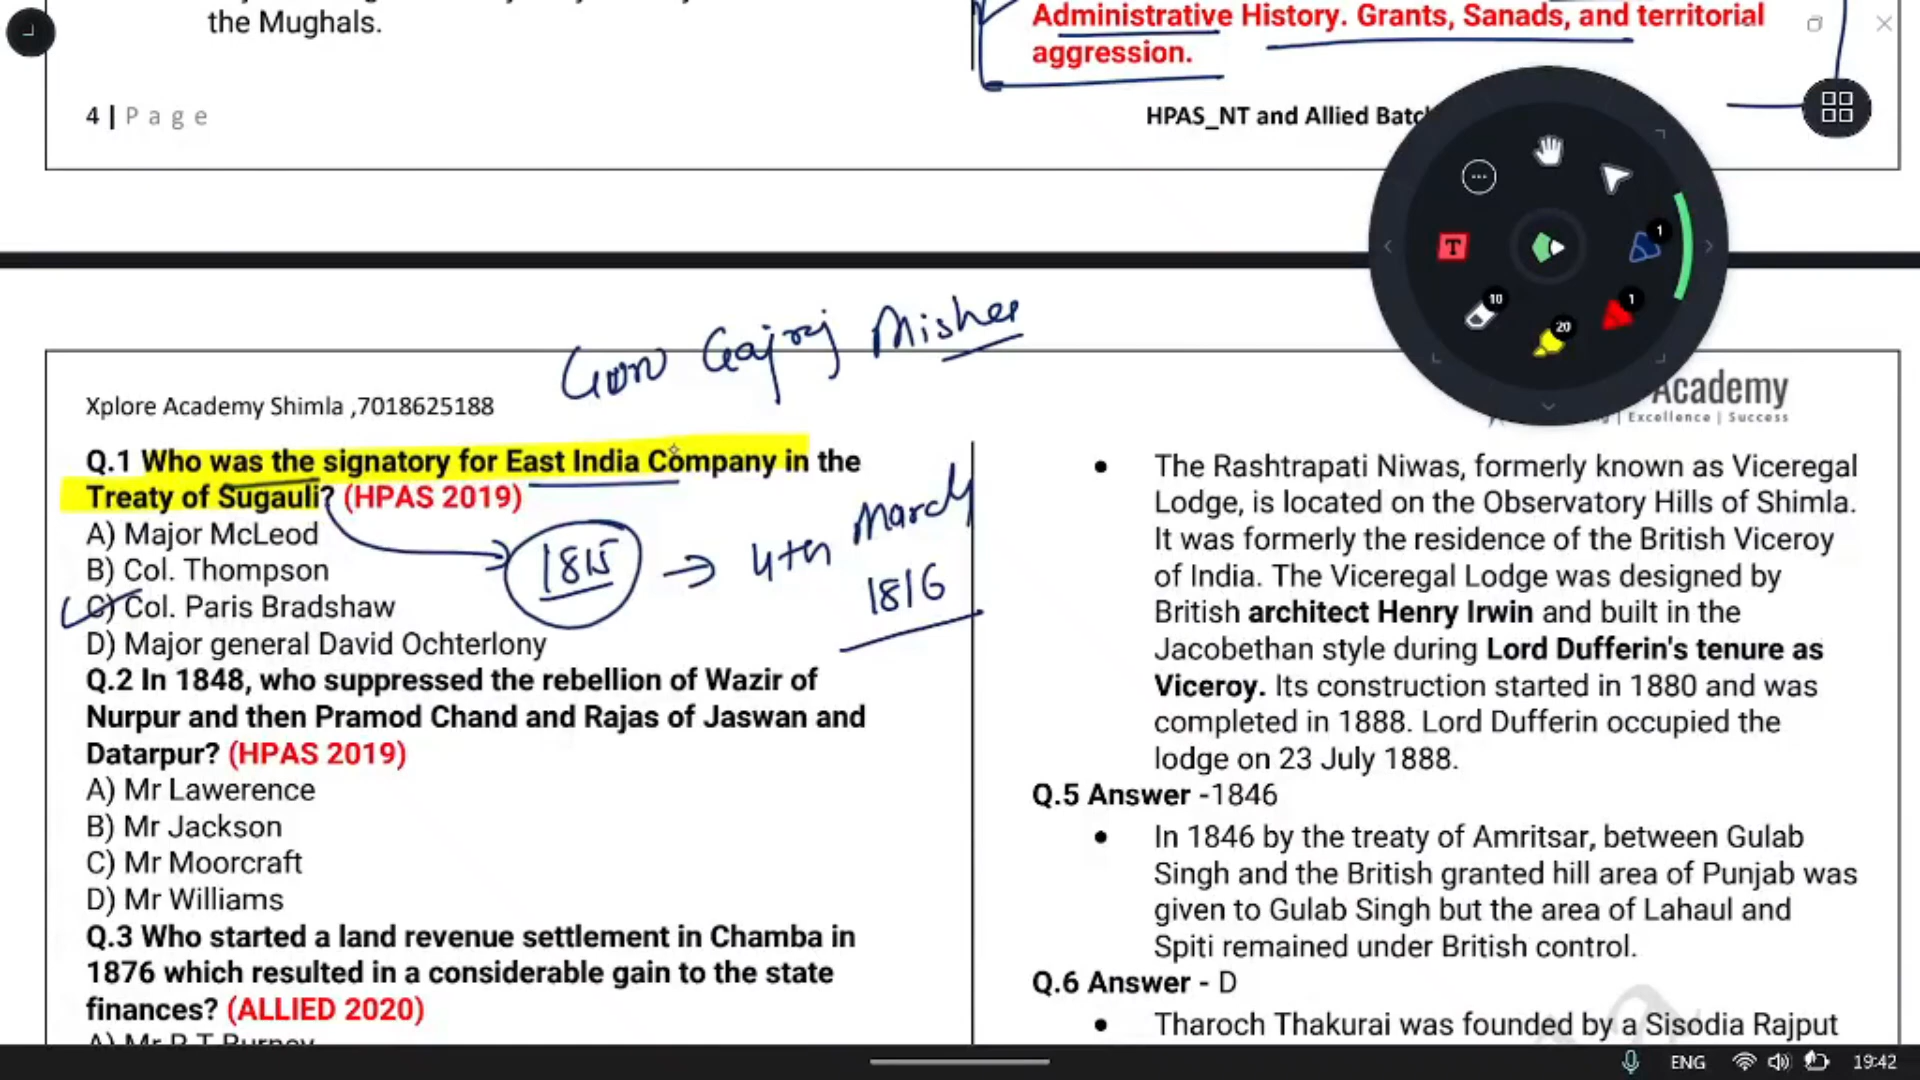 the Mughals.
Administrative History. Grants, Sanads, and territorial
aggression.
4 | Page
HPAS_NT and Allied
Gajraj Mishra
Xplore Academy Shimla ,7018625188
Academy
| Excellence | Success
Q.1 Who was the signatory for East India Company in the
Treaty of Sugauli? (HPAS 2019)
A) Major McLeod
B) Col. Thompson
C) Col. Paris Bradshaw
D) Major general David Ochterlony
1815 → 4th March
1816
Q.2 In 1848, who suppressed the rebellion of Wazir of
Nurpur and then Pramod Chand and Rajas of Jaswan and
Datarpur? (HPAS 2019)
A) Mr Lawerence
B) Mr Jackson
C) Mr Moorcraft
D) Mr Williams
Q.3 Who started a land revenue settlement in Chamba in
1876 which resulted in a considerable gain to the state
finances? (ALLIED 2020)
• The Rashtrapati Niwas, formerly known as Viceregal
Lodge, is located on the Observatory Hills of Shimla.
It was formerly the residence of the British Viceroy
of India. The Viceregal Lodge was designed by
British architect Henry Irwin and built in the
Jacobethan style during Lord Dufferin's tenure as
Viceroy. Its construction started in 1880 and was
completed in 1888. Lord Dufferin occupied the
lodge on 23 July 1888.
Q.5 Answer -1846
• In 1846 by the treaty of Amritsar, between Gulab
Singh and the British granted hill area of Punjab was
given to Gulab Singh but the area of Lahaul and
Spiti remained under British control.
Q.6 Answer - D
• Tharoch Thakurai was founded by a Sisodia Rajput
T
1
10
20
1
ENG
19:42